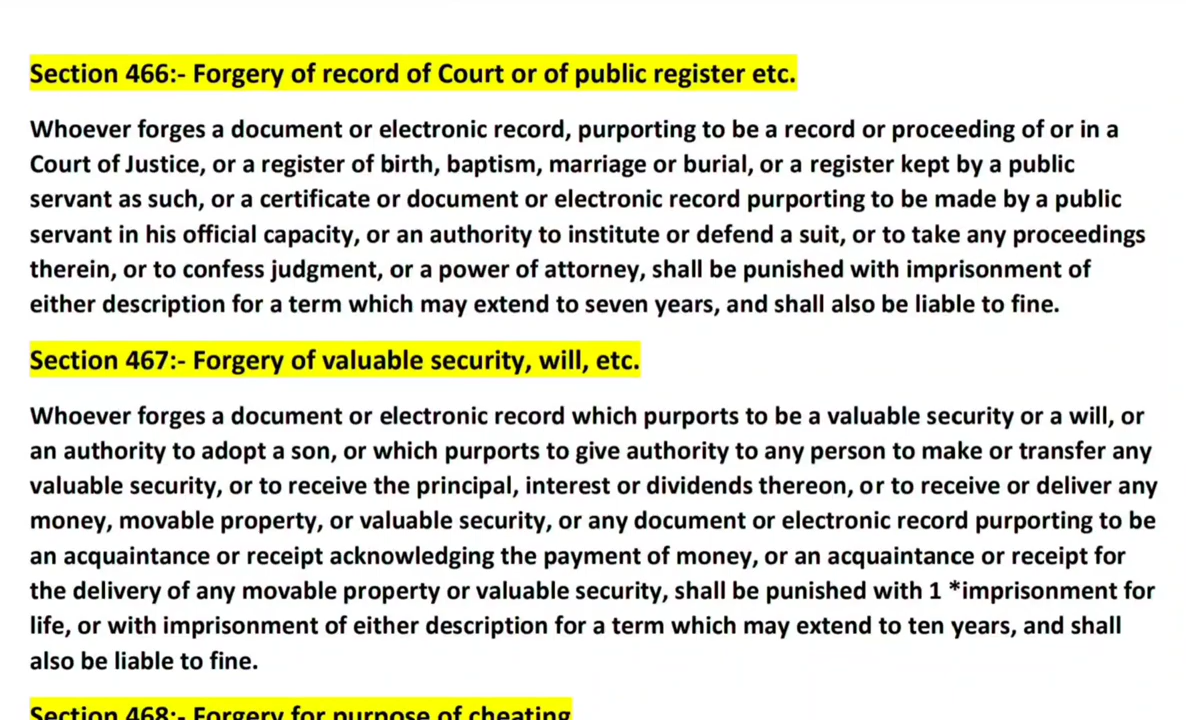 Section 466:- Forgery of record of Court or of public register etc.
Whoever forges a document or electronic record, purporting to be a record or proceeding of or in a
Court of Justice, or a register of birth, baptism, marriage or burial, or a register kept by a public
servant as such, or a certificate or document or electronic record purporting to be made by a public
servant in his official capacity, or an authority to institute or defend a suit, or to take any proceedings
therein, or to confess judgment, or a power of attorney, shall be punished with imprisonment of
either description for a term which may extend to seven years, and shall also be liable to fine.
Section 467:- Forgery of valuable security, will, etc.
Whoever forges a document or electronic record which purports to be a valuable security or a will, or
an authority to adopt a son, or which purports to give authority to any person to make or transfer any
valuable security, or to receive the principal, interest or dividends thereon, or to receive or deliver any
money, movable property, or valuable security, or any document or electronic record purporting to be
an acquaintance or receipt acknowledging the payment of money, or an acquaintance or receipt for
the delivery of any movable property or valuable security, shall be punished with 1 *imprisonment for
life, or with imprisonment of either description for a term which may extend to ten years, and shall
also be liable to fine.
Section 468:- Forgery for purpose of cheating